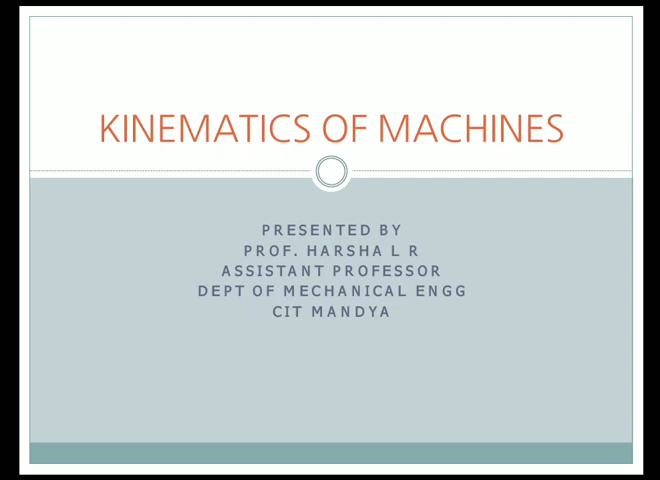 KINEMATICS OF MACHINES
PRESENTED BY
PROF. HARSHA L R
ASSISTANT PROFESSOR
DEPT OF MECHANICAL ENGG
CIT MANDYA